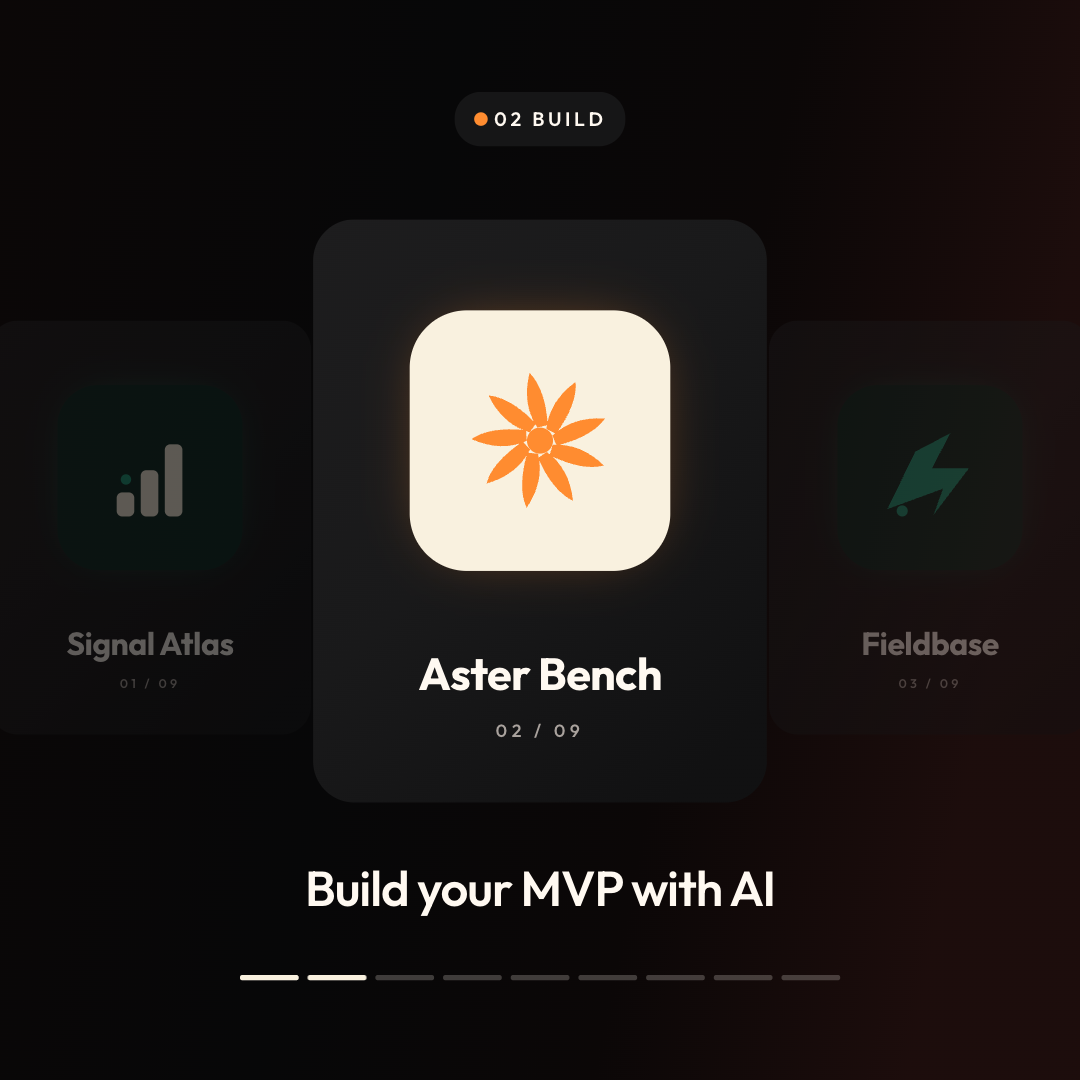 02 BUILD
Signal Atlas
01 / 09
Aster Bench
02 / 09
Fieldbase
03 / 09
Build your MVP with AI